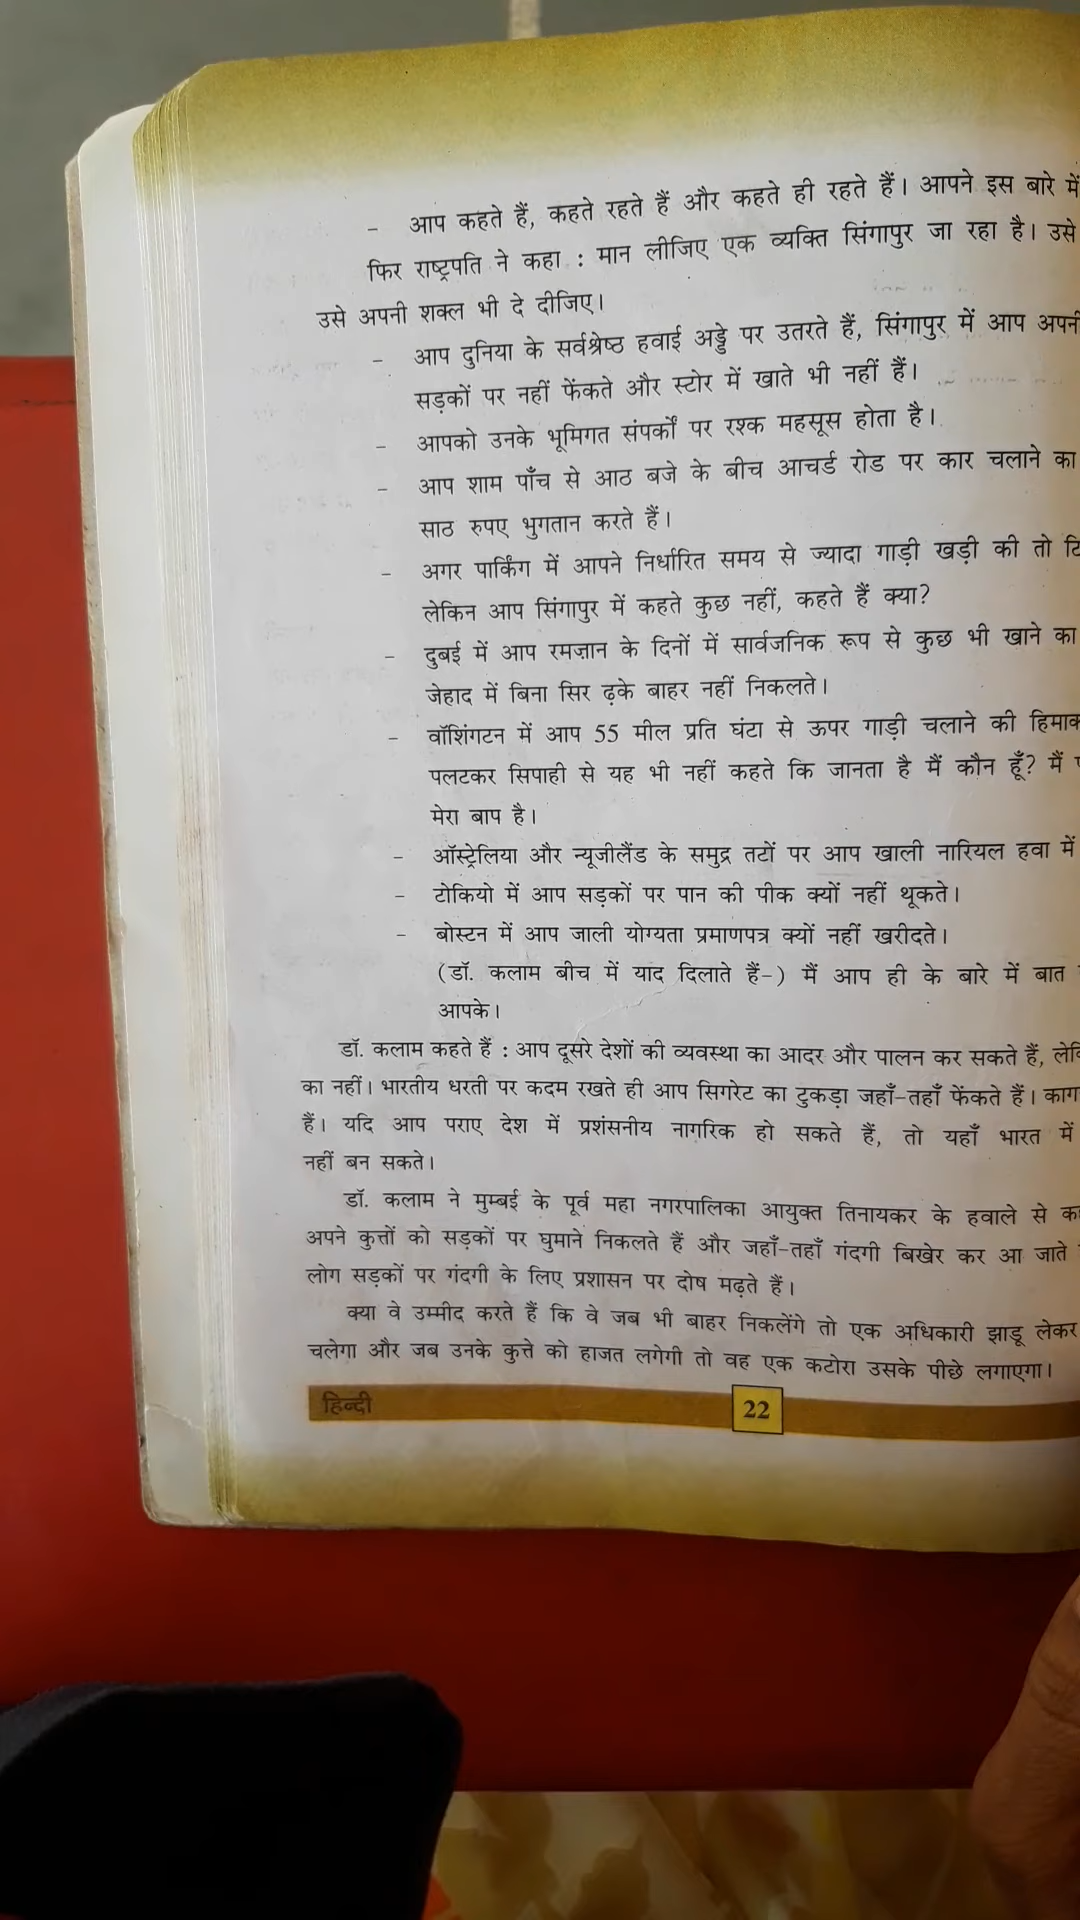 - आप कहते हैं, कहते रहते हैं और कहते ही रहते हैं। आपने इस बारे में
फिर राष्ट्रपति ने कहा : मान लीजिए एक व्यक्ति सिंगापुर जा रहा है। उसे
उसे अपनी शक्ल भी दे दीजिए।
- आप दुनिया के सर्वश्रेष्ठ हवाई अड्डे पर उतरते हैं, सिंगापुर में आप अपनी
सड़कों पर नहीं फेंकते और स्टोर में खाते भी नहीं हैं।
- आपको उनके भूमिगत संपर्कों पर रश्क महसूस होता है।
- आप शाम पाँच से आठ बजे के बीच आचर्ड रोड पर कार चलाने का
साठ रुपए भुगतान करते हैं।
- अगर पार्किंग में आपने निर्धारित समय से ज्यादा गाड़ी खड़ी की तो
लेकिन आप सिंगापुर में कहते कुछ नहीं, कहते हैं क्या?
- दुबई में आप रमज़ान के दिनों में सार्वजनिक रूप से कुछ भी खाने का
जेहाद में बिना सिर ढ़के बाहर नहीं निकलते।
- वॉशिंगटन में आप 55 मील प्रति घंटा से ऊपर गाड़ी चलाने की
पलटकर सिपाही से यह भी नहीं कहते कि जानता है मैं कौन हूँ? मैं
मेरा बाप है।
- ऑस्ट्रेलिया और न्यूजीलैंड के समुद्र तटों पर आप खाली नारियल हवा में
- टोकियो में आप सड़कों पर पान की पीक क्यों नहीं थूकते।
- बोस्टन में आप जाली योग्यता प्रमाणपत्र क्यों नहीं खरीदते।
(डॉ. कलाम बीच में याद दिलाते हैं-) मैं आप ही के बारे में बात
आपके।
डॉ. कलाम कहते हैं : आप दूसरे देशों की व्यवस्था का आदर और पालन कर सकते हैं,
का नहीं। भारतीय धरती पर कदम रखते ही आप सिगरेट का टुकड़ा जहाँ-तहाँ फेंकते हैं।
हैं। यदि आप पराए देश में प्रशंसनीय नागरिक हो सकते हैं, तो यहाँ भारत में
नहीं बन सकते।
डॉ. कलाम ने मुम्बई के पूर्व महा नगरपालिका आयुक्त तिनायकर के हवाले से
अपने कुत्तों को सड़कों पर घुमाने निकलते हैं और जहाँ-तहाँ गंदगी बिखेर कर आ जाते
लोग सड़कों पर गंदगी के लिए प्रशासन पर दोष मढ़ते हैं।
क्या वे उम्मीद करते हैं कि वे जब भी बाहर निकलेंगे तो एक अधिकारी झाडू लेकर
चलेगा और जब उनके कुत्ते को हाजत लगेगी तो वह एक कटोरा उसके पीछे लगाएगा।
हिन्दी
22